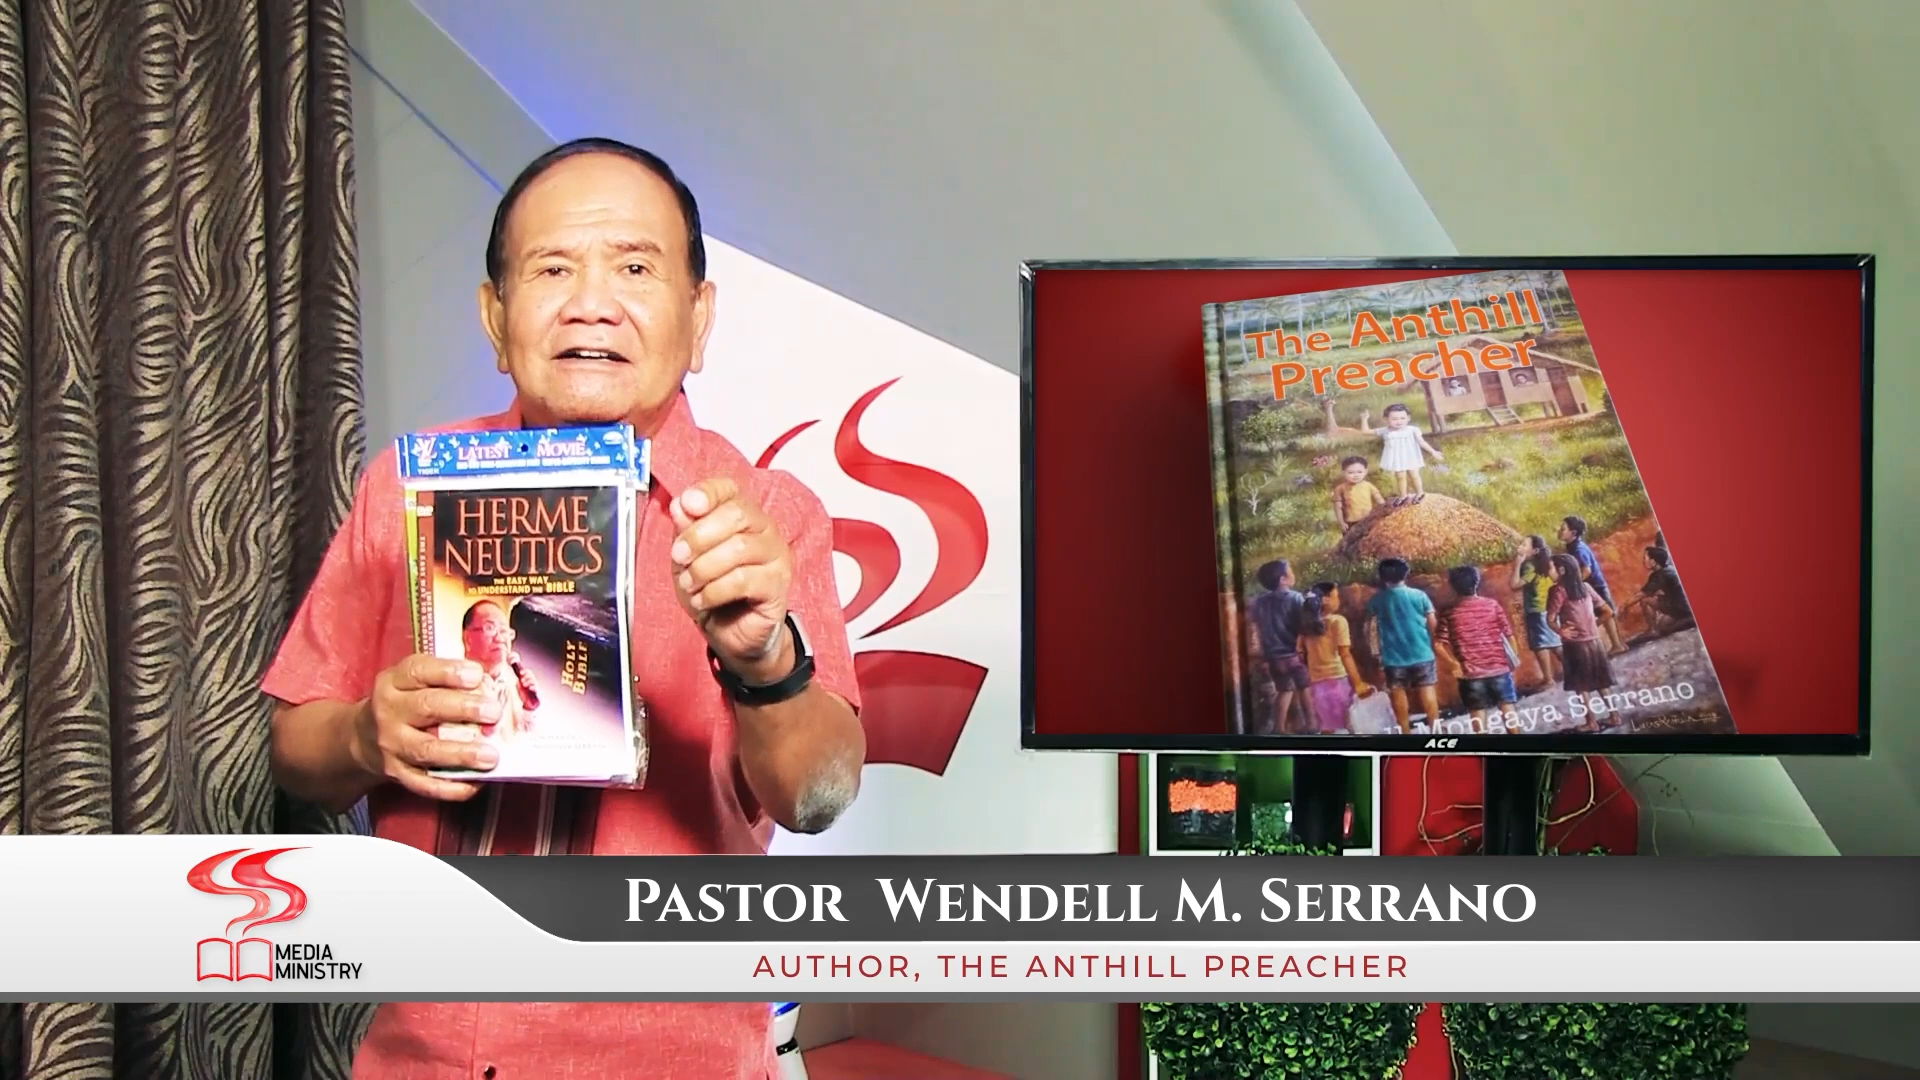 LATEST MOVIE
HERME
NEUTICS
THE EASY WAY
TO UNDERSTAND THE BIBLE
HOLY
BIBLE
The Anthill
Preacher
Mongaya Serrano
ACE
PASTOR WENDELL M. SERRANO
AUTHOR, THE ANTHILL PREACHER
MEDIA
MINISTRY